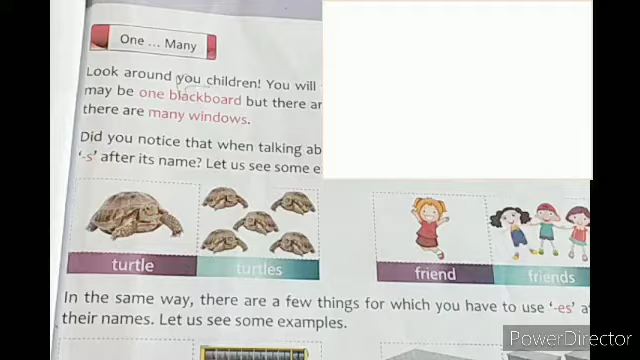 One ... Many
Look around you children! You will
may be one blackboard but there ar
there are many windows.
Did you notice that when talking ab
'-s' after its name? Let us see some e
turtle
turtles
friend
friends
In the same way, there are a few things for which you have to use '-es' a
their names. Let us see some examples.
PowerDirector